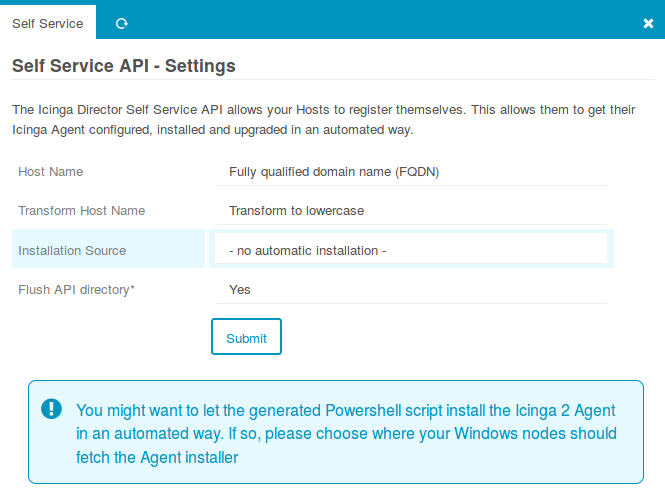 Self Service
Self Service API - Settings
The Icinga Director Self Service API allows your Hosts to register themselves. This allows them to get their
Icinga Agent configured, installed and upgraded in an automated way.
Host Name
Fully qualified domain name (FQDN)
Transform Host Name
Transform to lowercase
Installation Source
- no automatic installation -
Flush API directory*
Yes
Submit
You might want to let the generated Powershell script install the Icinga 2 Agent
in an automated way. If so, please choose where your Windows nodes should
fetch the Agent installer